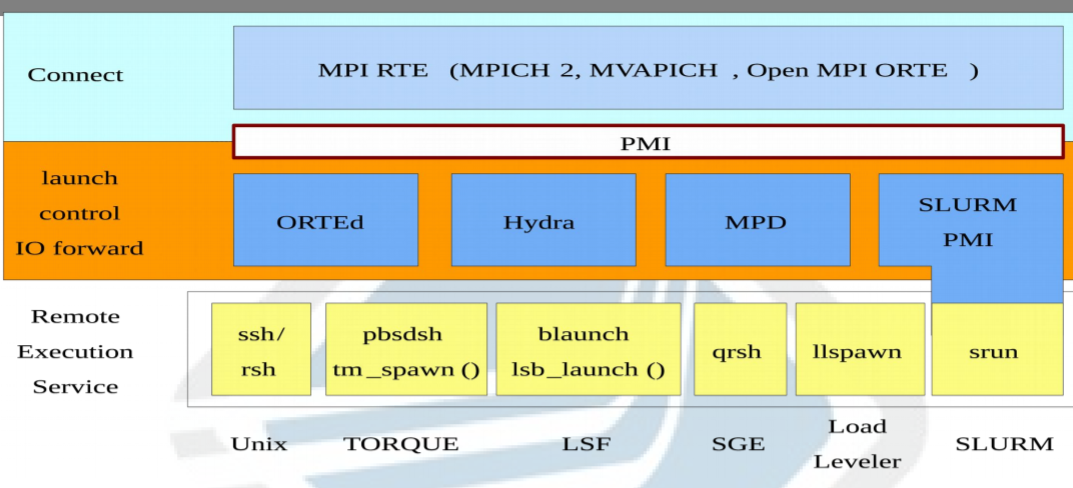 Connect
MPI RTE (MPICH 2, MVAPICH , Open MPI ORTE )
PMI
launch
control
IO forward
ORTEd
Hydra
MPD
SLURM
PMI
Remote
Execution
Service
ssh/
rsh
pbsdsh
tm_spawn ()
blaunch
lsb_launch ()
qrsh
llspawn
srun
Unix
TORQUE
LSF
SGE
Load
Leveler
SLURM